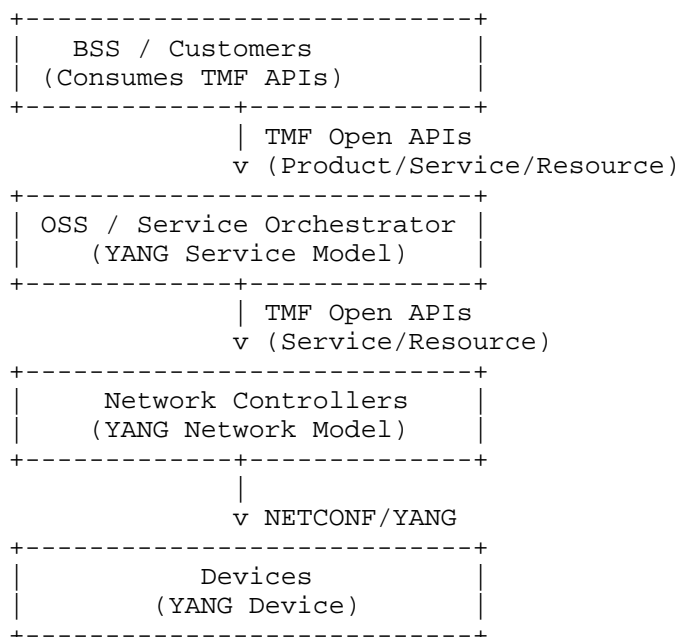 BSS / Customers
(Consumes TMF APIs)
TMF Open APIs
v (Product/Service/Resource)
OSS / Service Orchestrator
(YANG Service Model)
TMF Open APIs
v (Service/Resource)
Network Controllers
(YANG Network Model)
v NETCONF/YANG
Devices
(YANG Device)